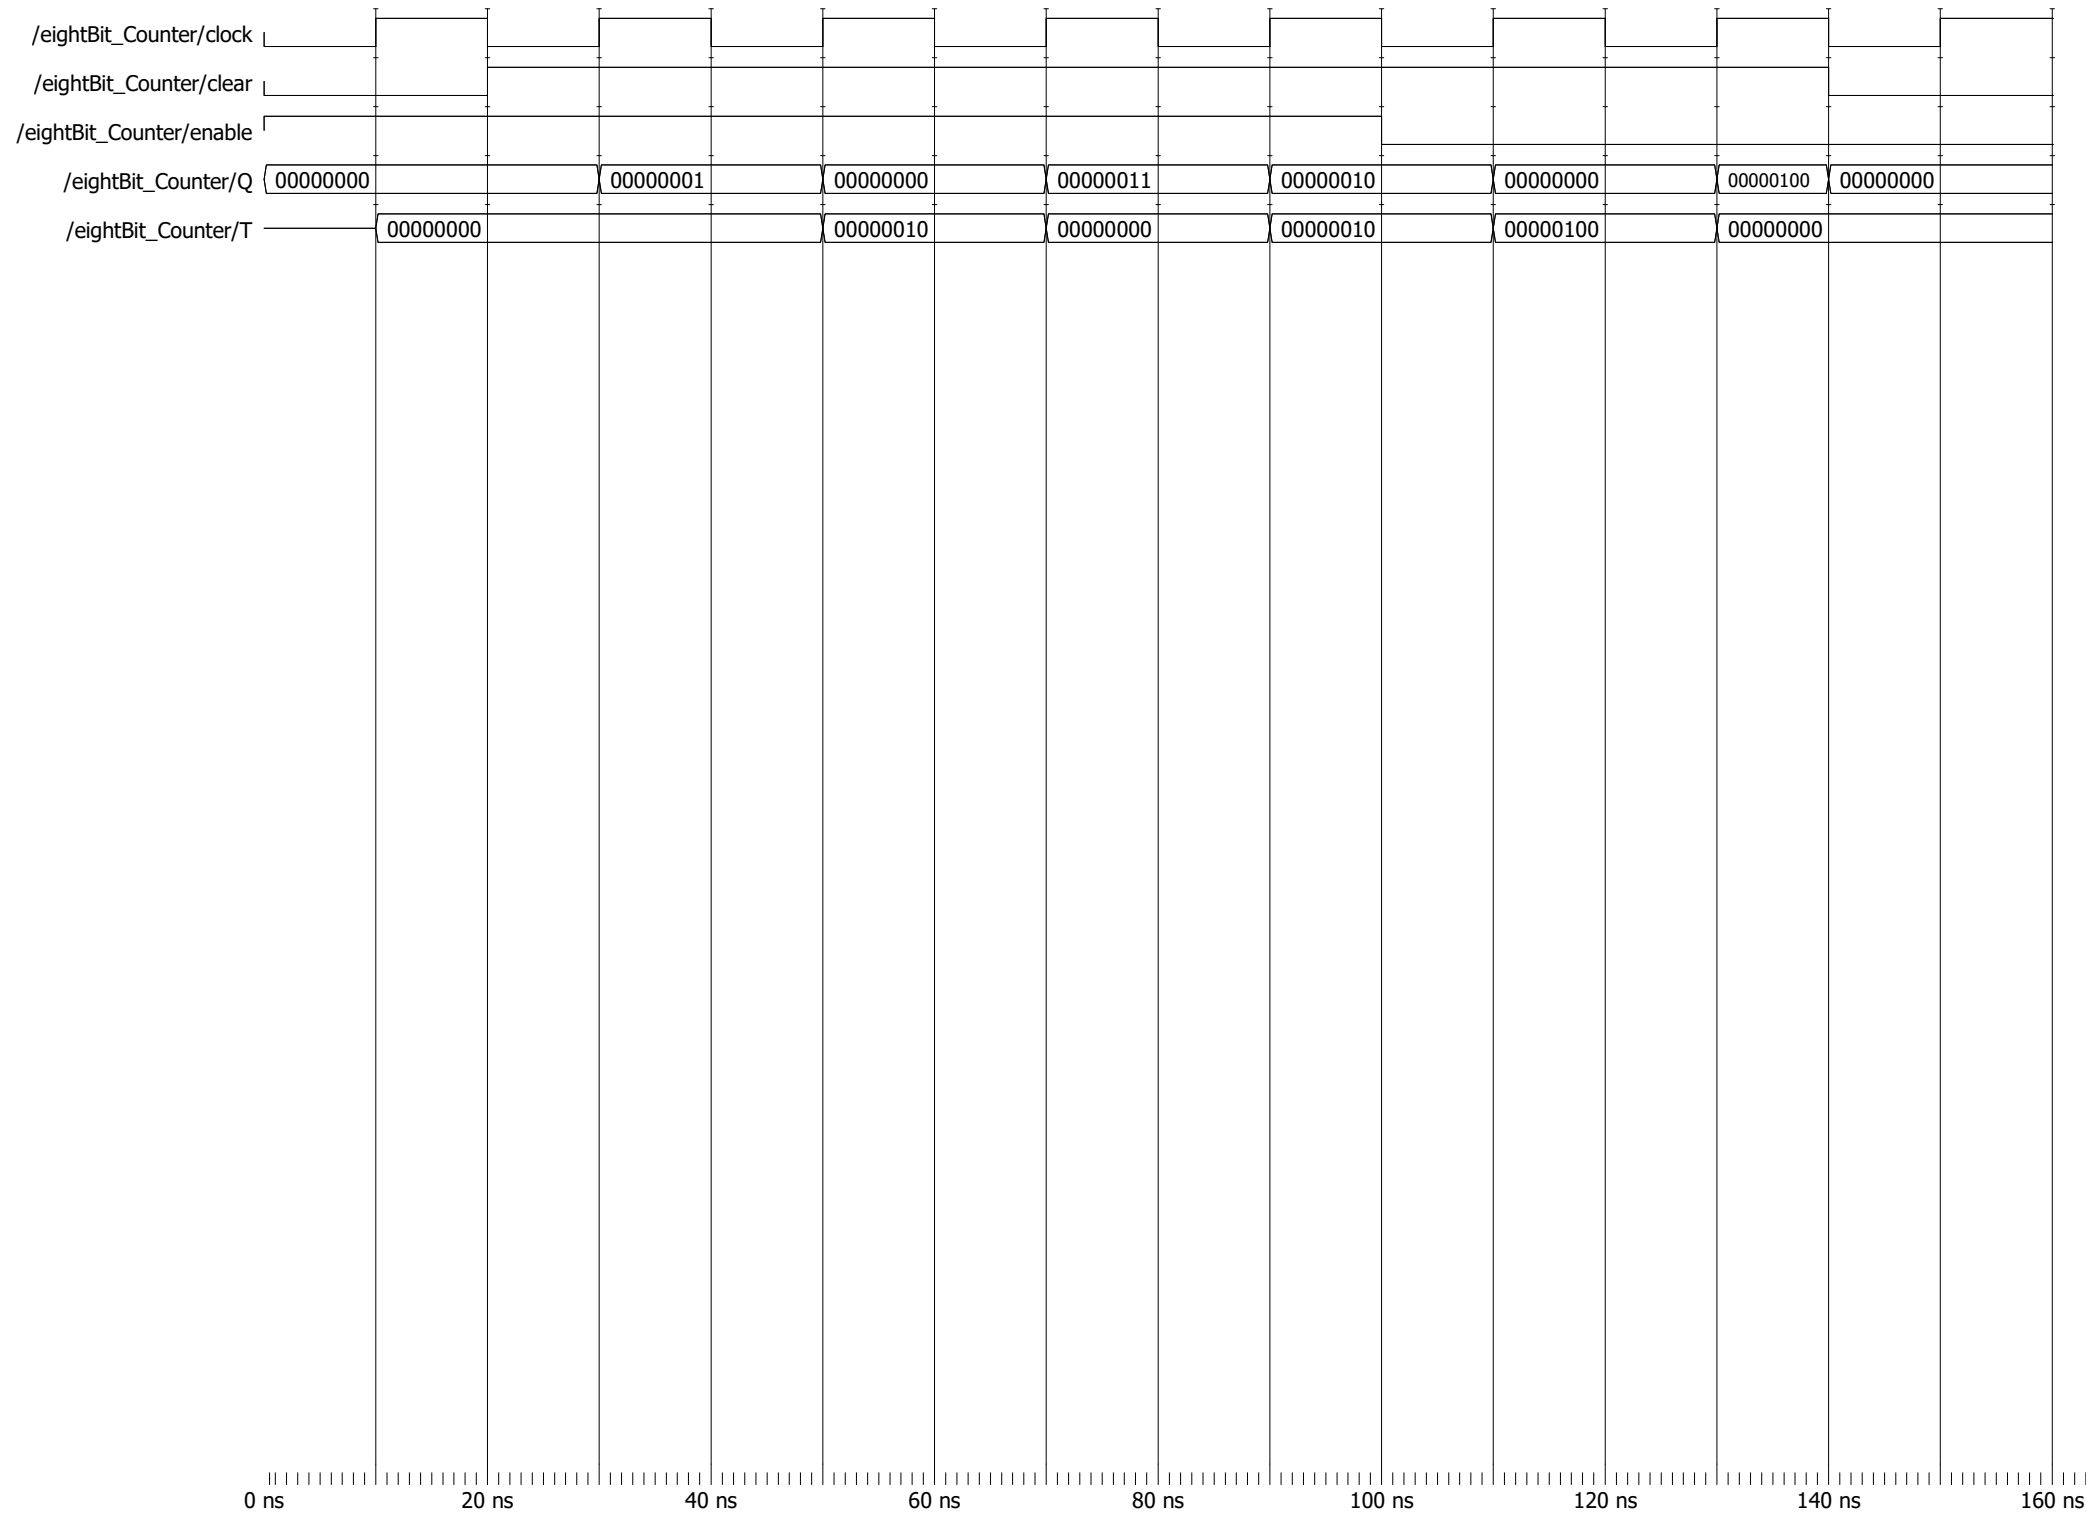 /eightBit_Counter/clock
/eightBit_Counter/clear
/eightBit_Counter/enable
/eightBit_Counter/Q 00000000 00000001 00000000 00000011 00000010 00000000 00000100 00000000
/eightBit_Counter/T 00000000 00000010 00000000 00000010 00000100 00000000
0 ns 20 ns 40 ns 60 ns 80 ns 100 ns 120 ns 140 ns 160 ns